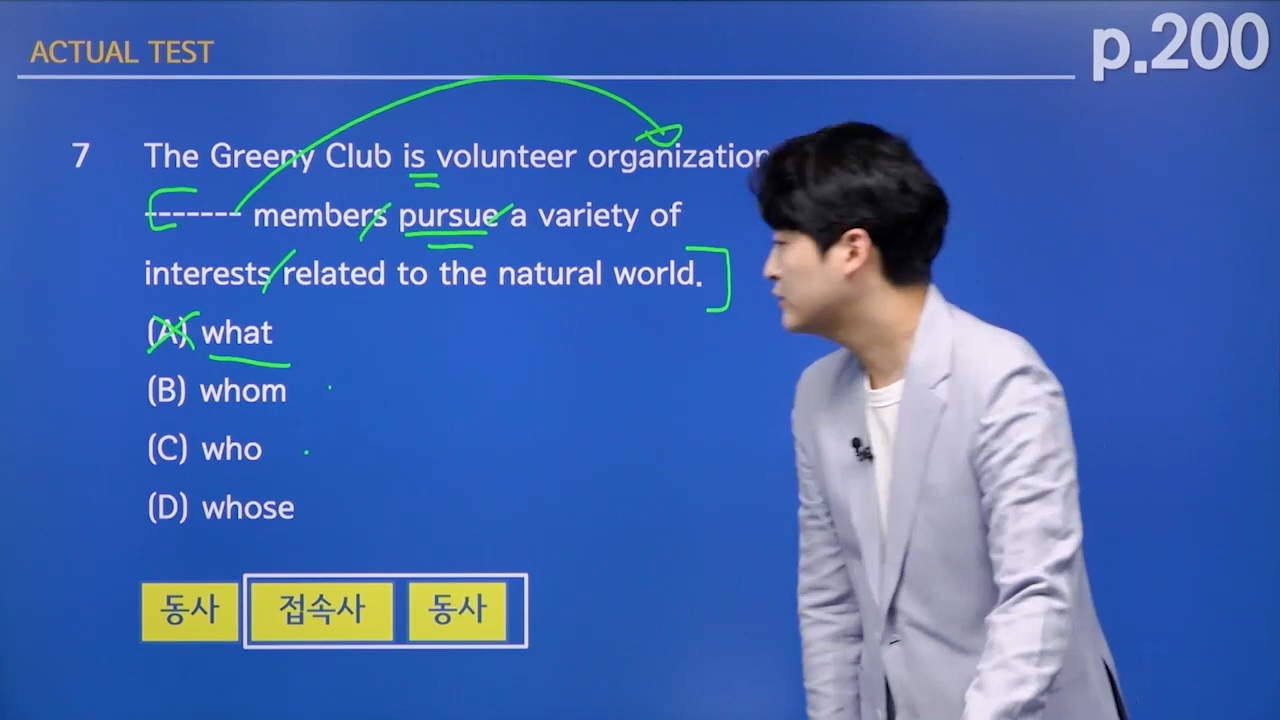 ACTUAL TEST
p.200
7 The Greeny Club is volunteer organization
------- members pursue a variety of
interests related to the natural world.
(A) what
(B) whom
(C) who
(D) whose
동사 접속사 동사